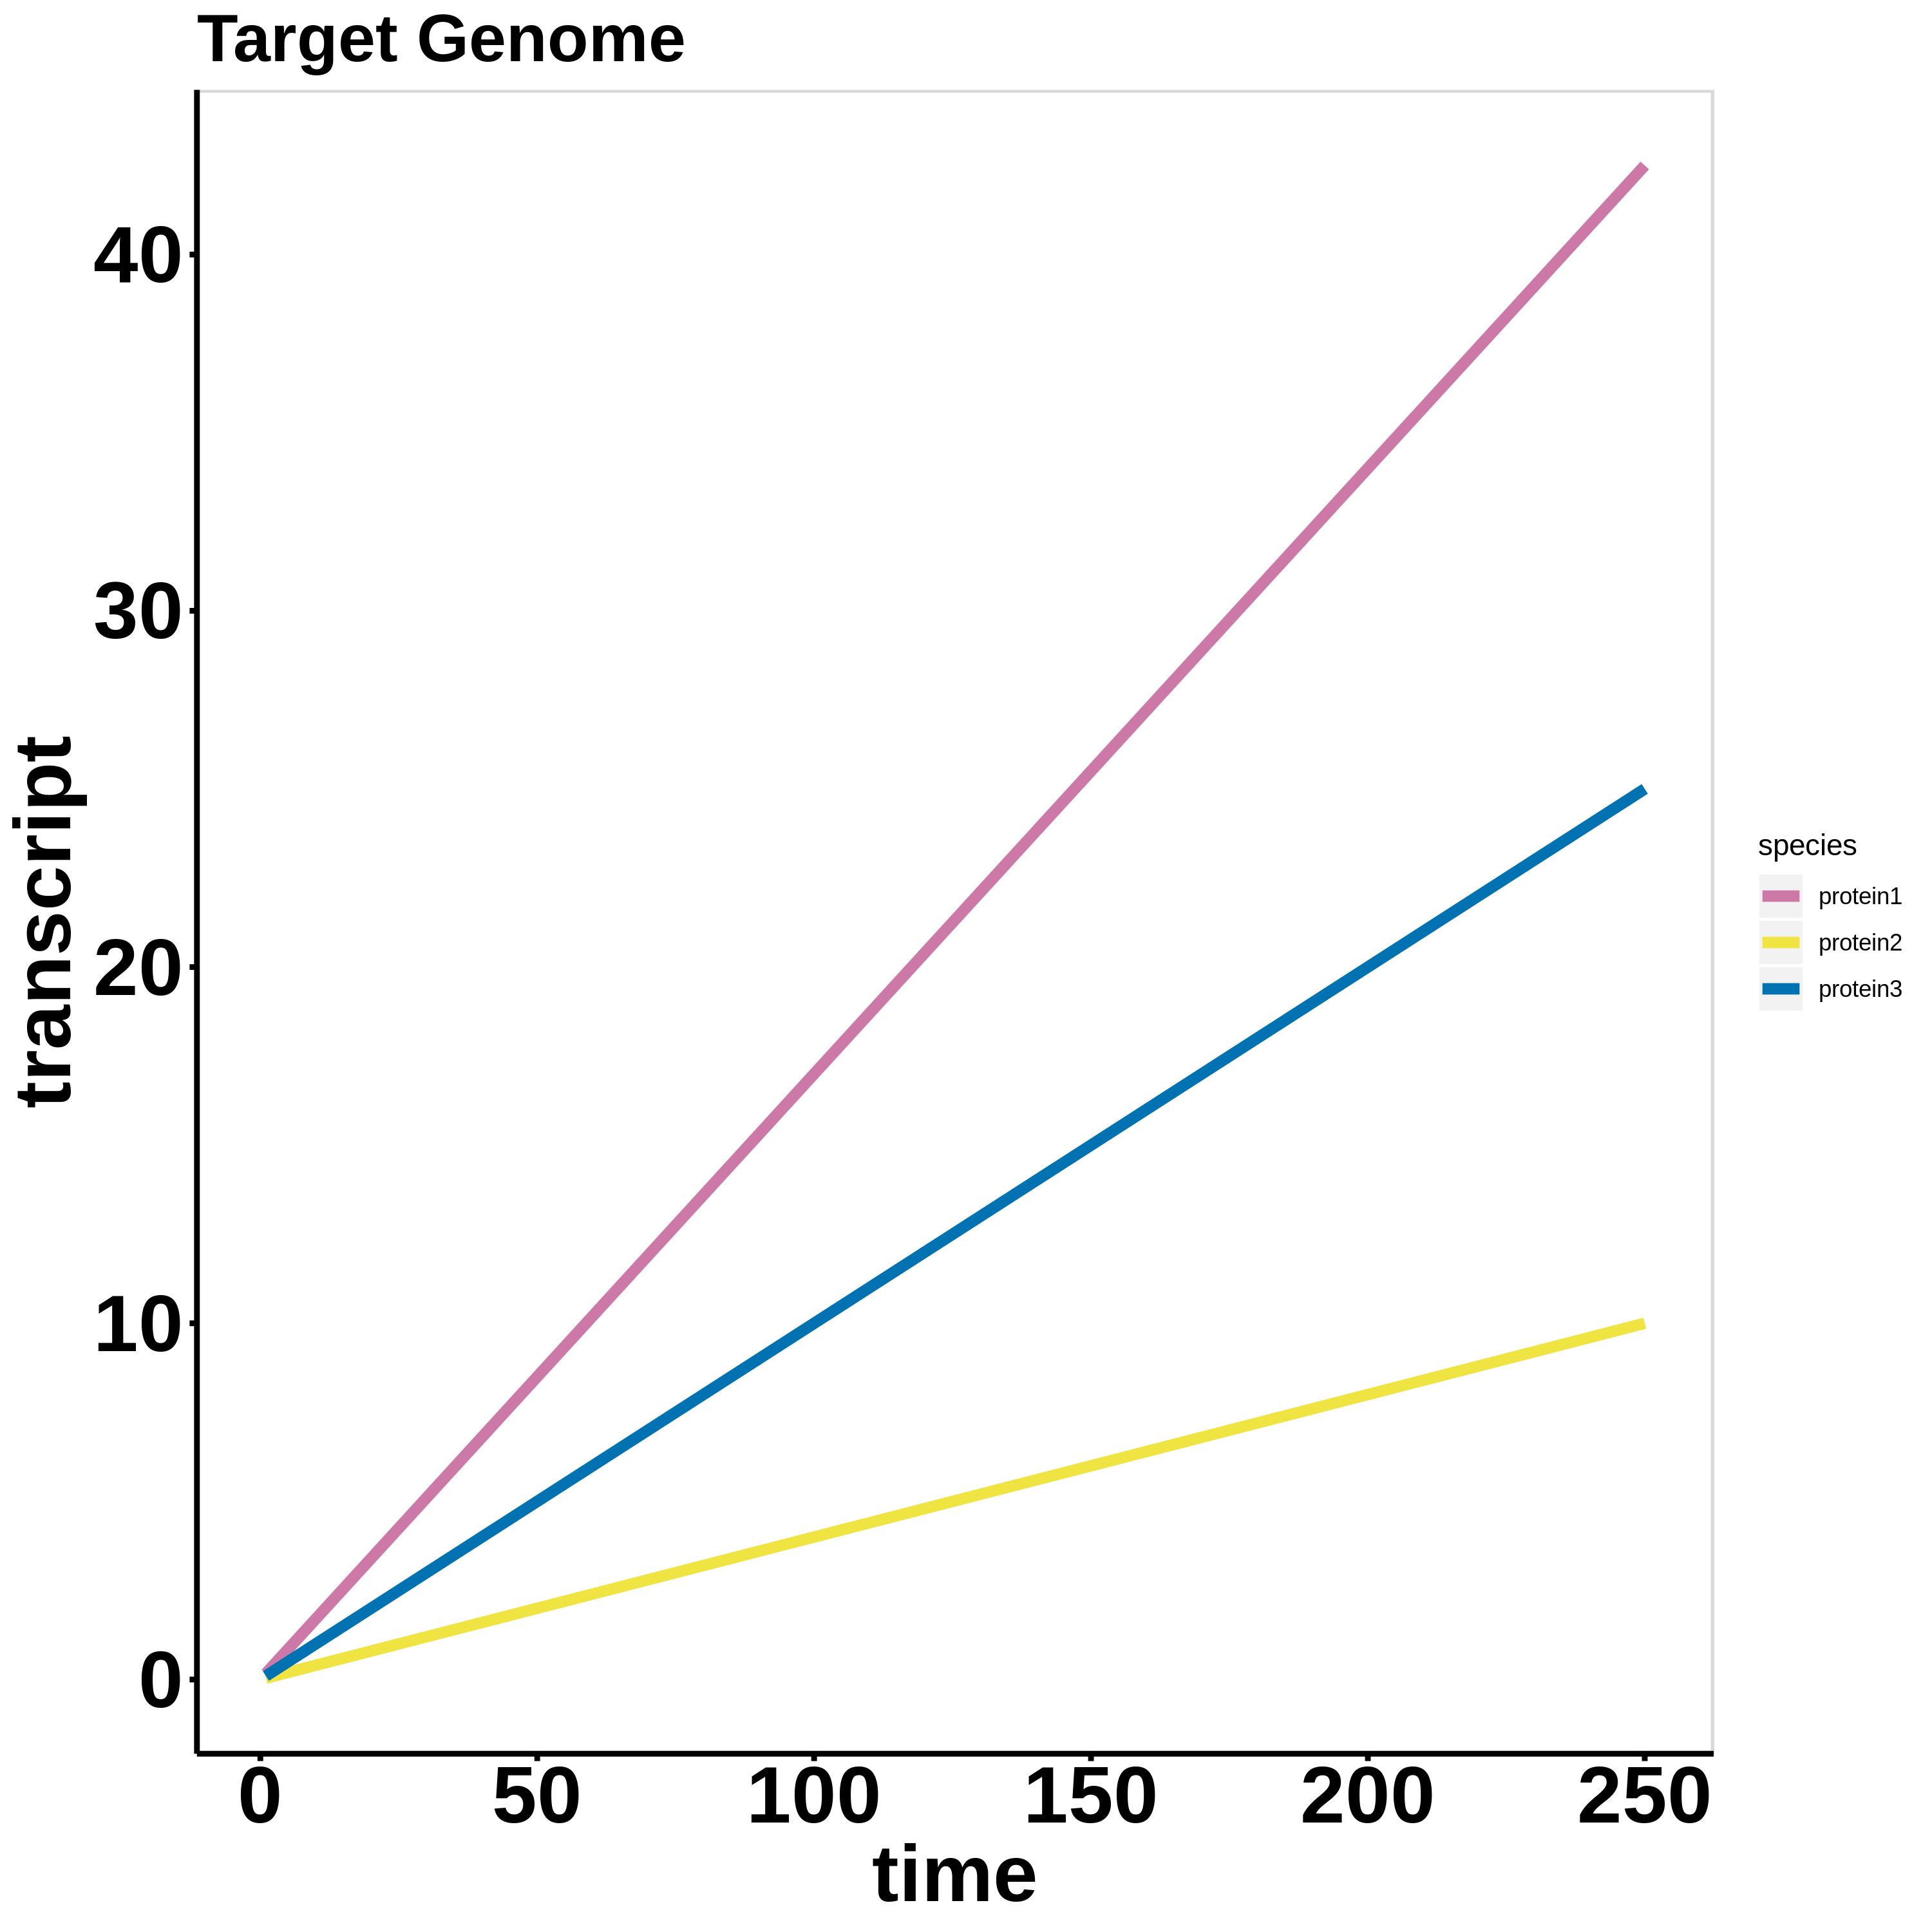 Target Genome
40
30
20
10
0
transcript
0 50 100 150 200 250
time
species
protein1
protein2
protein3